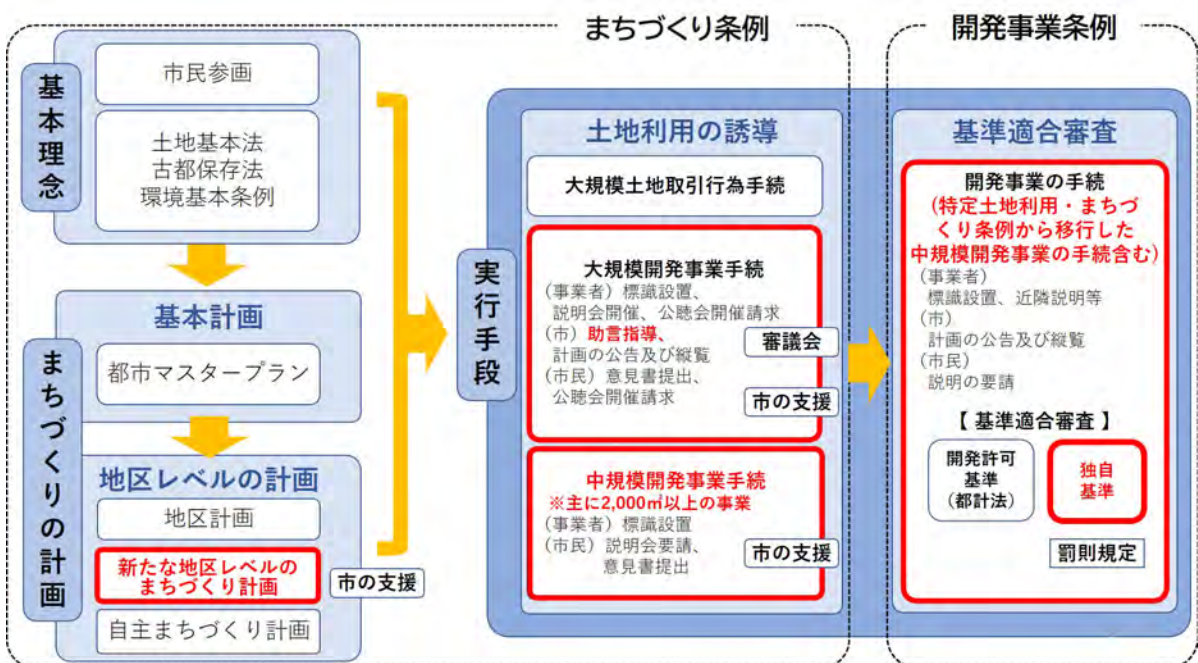 まちづくり条例
開発事業条例
基本理念
市民参画
土地基本法
古都保存法
環境基本条例
まちづくりの計画
基本計画
都市マスタープラン
地区レベルの計画
地区計画
新たな地区レベルの
まちづくり計画
市の支援
自主まちづくり計画
実行手段
土地利用の誘導
大規模土地取引行為手続
大規模開発事業手続
(事業者)標識設置、
説明会開催、公聴会開催請求
(市)助言指導、
計画の公告及び縦覧
(市民)意見書提出、
公聴会開催請求
審議会
市の支援
中規模開発事業手続
※主に2,000㎡以上の事業
(事業者)標識設置
(市民)説明会要請、
意見書提出
市の支援
基準適合審査
開発事業の手続
(特定土地利用・まちづ
くり条例から移行した
中規模開発事業の手続含む)
(事業者)
標識設置、近隣説明等
(市)
計画の公告及び縦覧
(市民)
説明の要請
【 基準適合審査 】
開発許可
基準
(都計法)
独自
基準
罰則規定